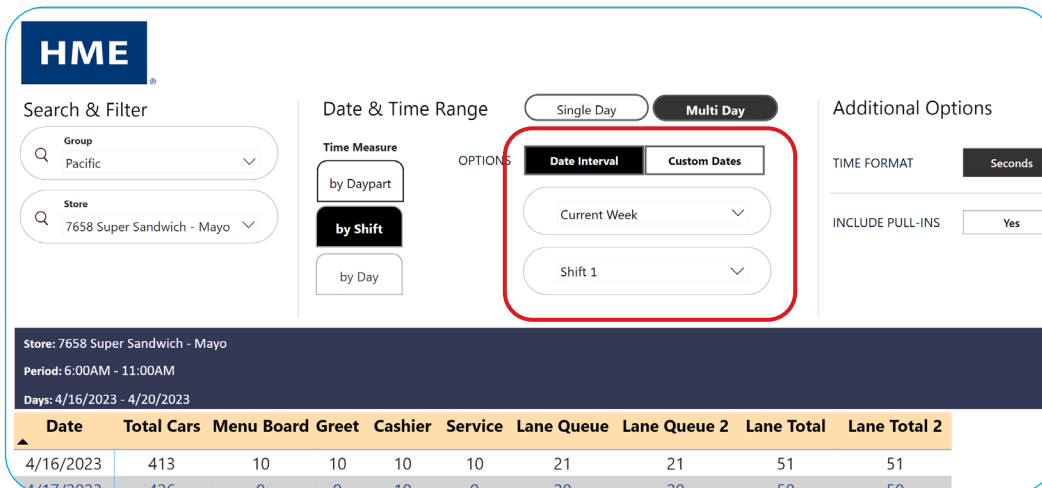 HME
®
Search & Filter
Group
Pacific
Store
7658 Super Sandwich - Mayo
Date & Time Range
Single Day
Multi Day
Time Measure
by Daypart
by Shift
by Day
OPTIONS
Date Interval
Custom Dates
Current Week
Shift 1
Additional Options
TIME FORMAT
Seconds
INCLUDE PULL-INS
Yes
Store: 7658 Super Sandwich - Mayo
Period: 6:00AM - 11:00AM
Days: 4/16/2023 - 4/20/2023
Date Total Cars Menu Board Greet Cashier Service Lane Queue Lane Queue 2 Lane Total Lane Total 2
4/16/2023 413 10 10 10 10 21 21 51 51
4/17/2023